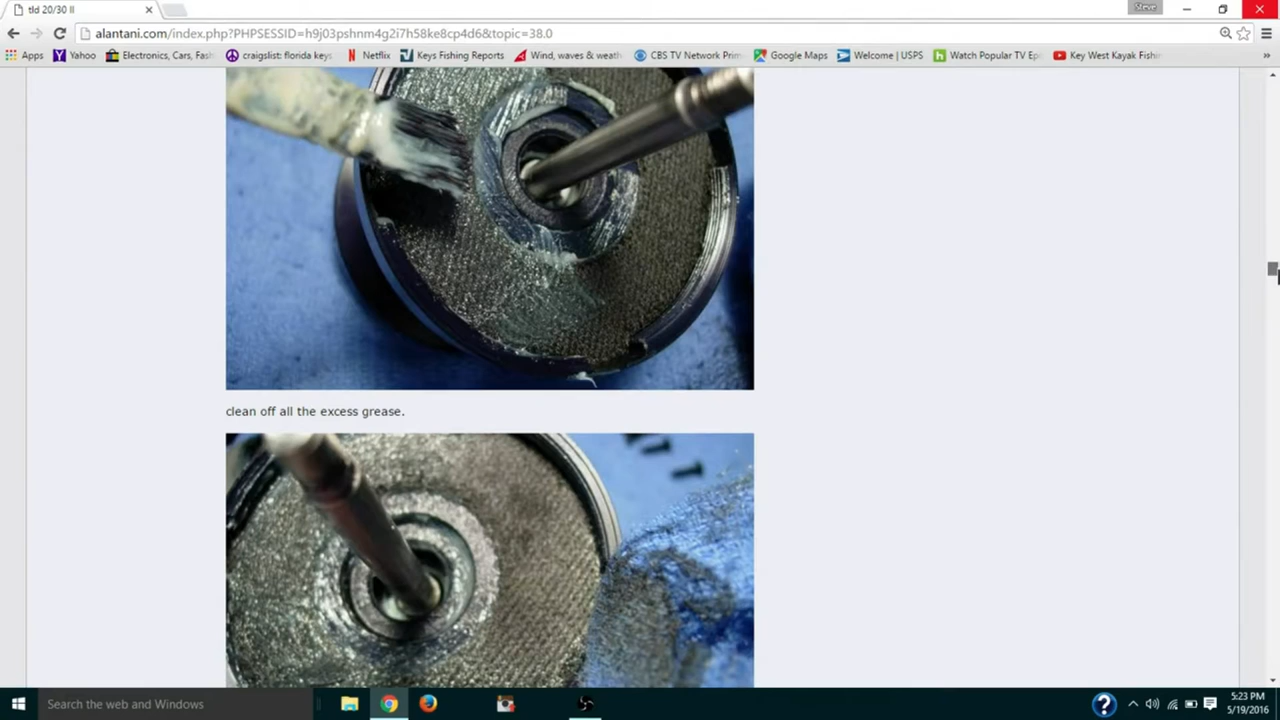 tld 20/30 II
Steve
alantani.com/index.php?PHPSESSID=h9j03pshnm4g2i7h58ke8cp4d6&topic=38.0
Apps Yahoo Electronics, Cars, Fash craigslist: florida keys Netflix Keys Fishing Reports Wind, waves & weath CBS TV Network Prim Google Maps Welcome | USPS Watch Popular TV Epi Key West Kayak Fishin
clean off all the excess grease.
Search the web and Windows
5:23 PM
5/19/2016